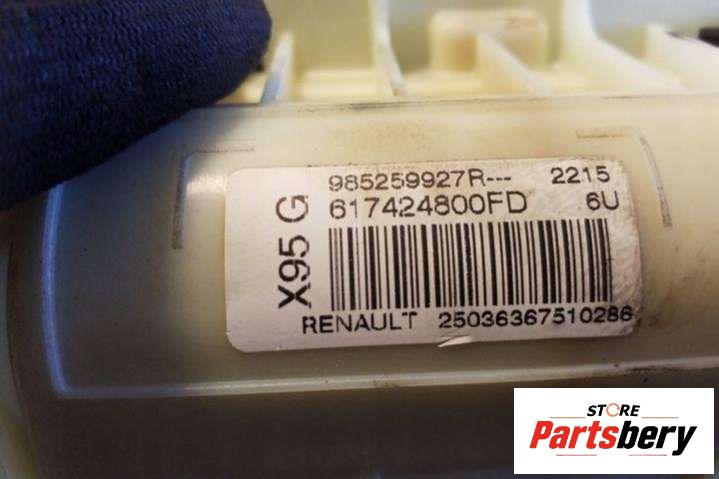 985259927R--- 2215
617424800FD 6U
X95 G
RENAULT 25036367510286
STORE
Partsbery